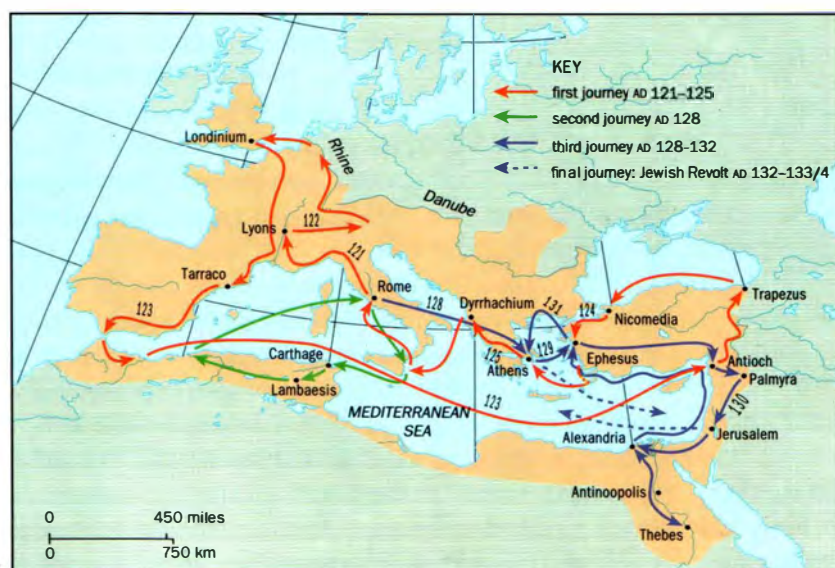 KEY
first journey AD 121–125
second journey AD 128
third journey AD 128–132
final journey: Jewish Revolt AD 132–133/4
Londinium
Rhine
Danube
Lyons
122
121
Tarraco
123
Rome
128
Dyrrhachium
131
124
Nicomedia
Trapezus
125
129
Athens
Ephesus
Antioch
Palmyra
Carthage
Lambaesis
123
130
MEDITERRANEAN
SEA
Alexandria
Jerusalem
Antinoopolis
Thebes
0 450 miles
0 750 km